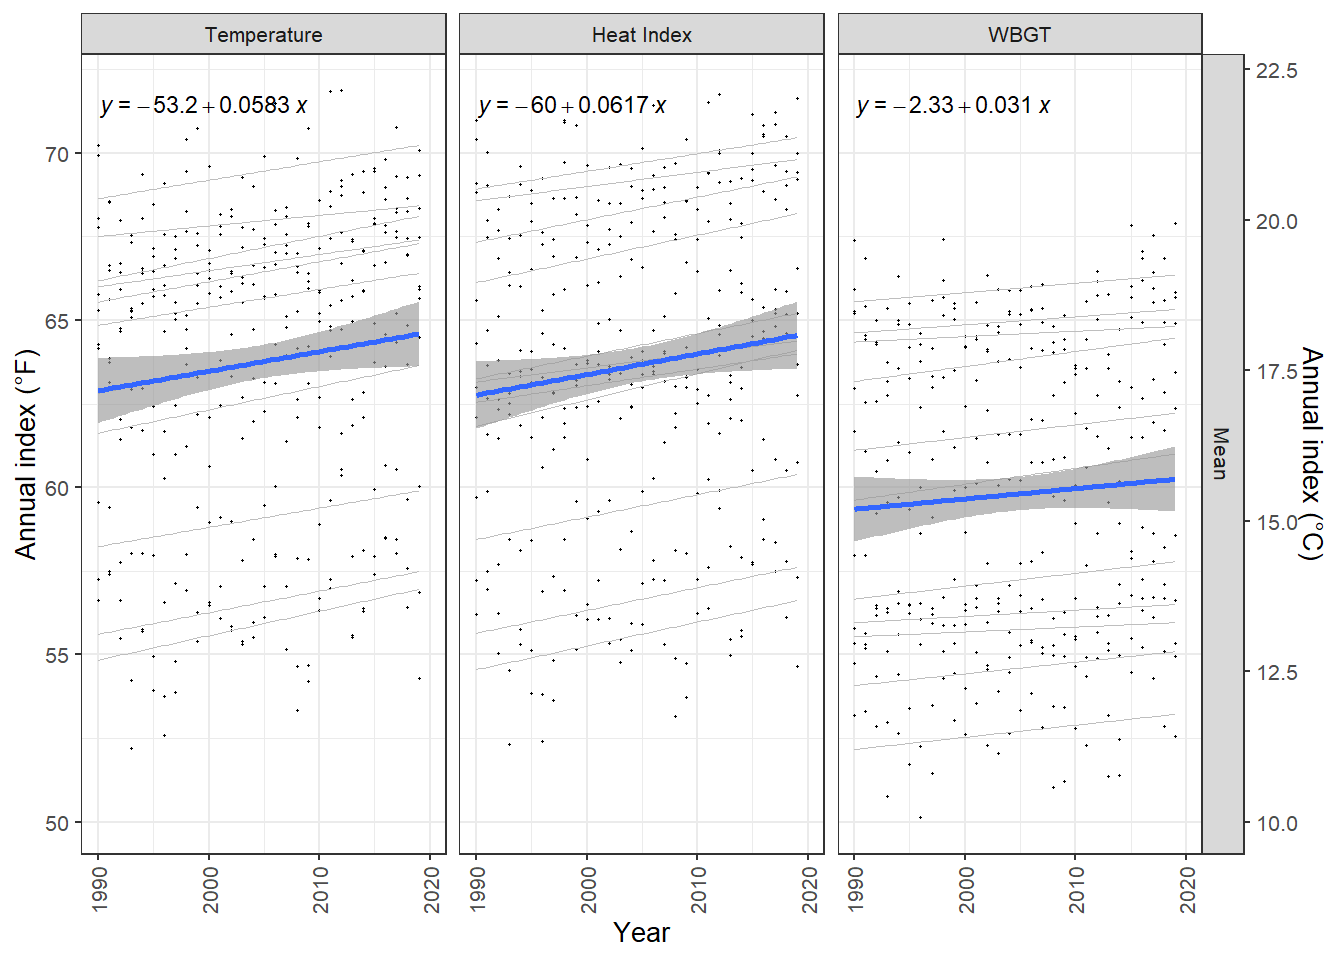 Temperature
Heat Index
WBGT
y = −53.2 + 0.0583 x
y = −60 + 0.0617 x
y = −2.33 + 0.031 x
70
65
60
55
50
22.5
20.0
17.5
15.0
12.5
10.0
Annual index (°F)
Mean
Annual index (°C)
1990
2000
2010
2020
1990
2000
2010
2020
1990
2000
2010
2020
Year